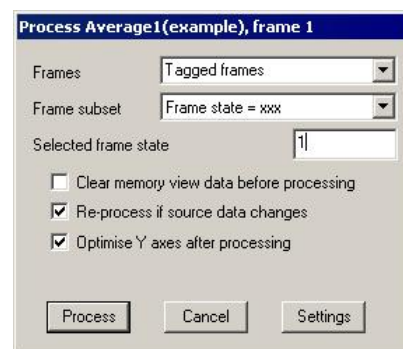 Process Average1(example), frame 1
Frames Tagged frames
Frame subset Frame state = xxx
Selected frame state 1
Clear memory view data before processing
Re-process if source data changes
Optimise Y axes after processing
Process Cancel Settings